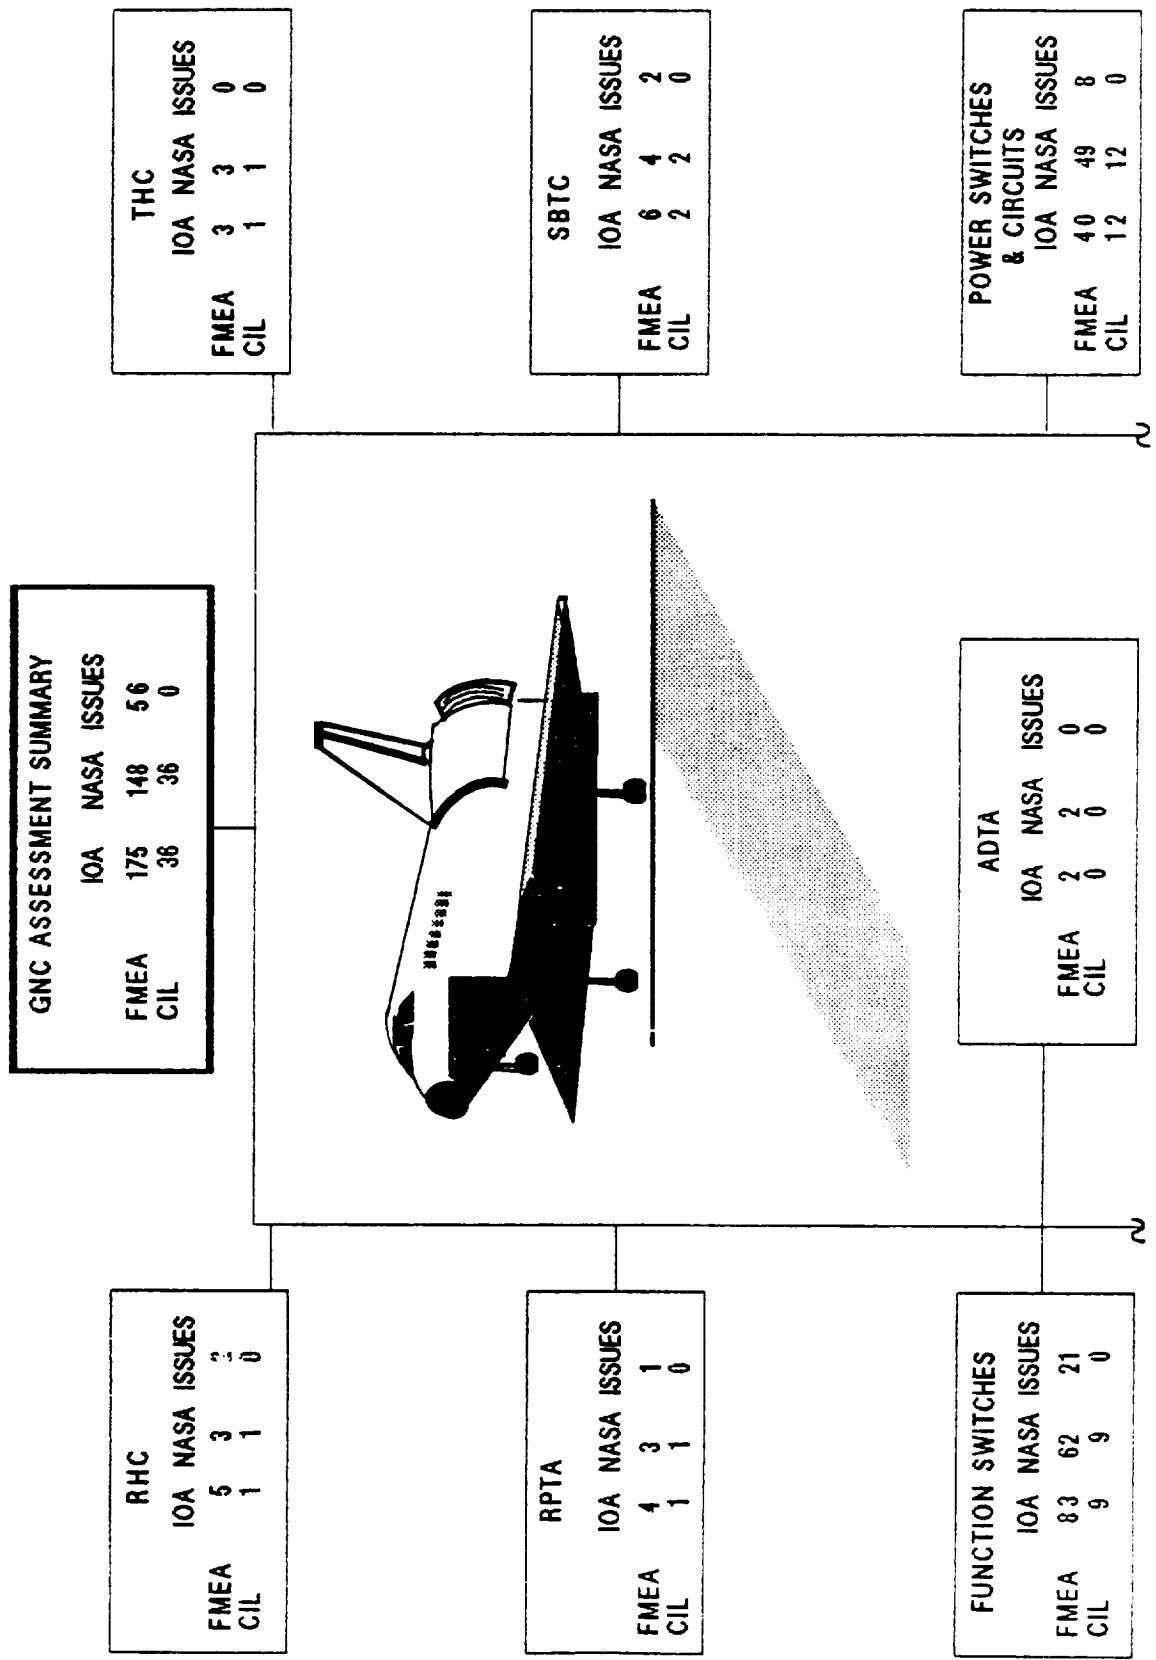 GNC ASSESSMENT SUMMARY
IOA NASA ISSUES
FMEA 175 148 56
CIL 36 36 0
RHC
IOA NASA ISSUES
FMEA 5 3 2
CIL 1 1 0
THC
IOA NASA ISSUES
FMEA 3 3 0
CIL 1 1 0
RPTA
IOA NASA ISSUES
FMEA 4 3 1
CIL 1 1 0
SBTC
IOA NASA ISSUES
FMEA 6 4 2
CIL 2 2 0
FUNCTION SWITCHES
IOA NASA ISSUES
FMEA 83 62 21
CIL 9 9 0
ADTA
IOA NASA ISSUES
FMEA 2 2 0
CIL 0 0 0
POWER SWITCHES
& CIRCUITS
IOA NASA ISSUES
FMEA 40 49 8
CIL 12 12 0